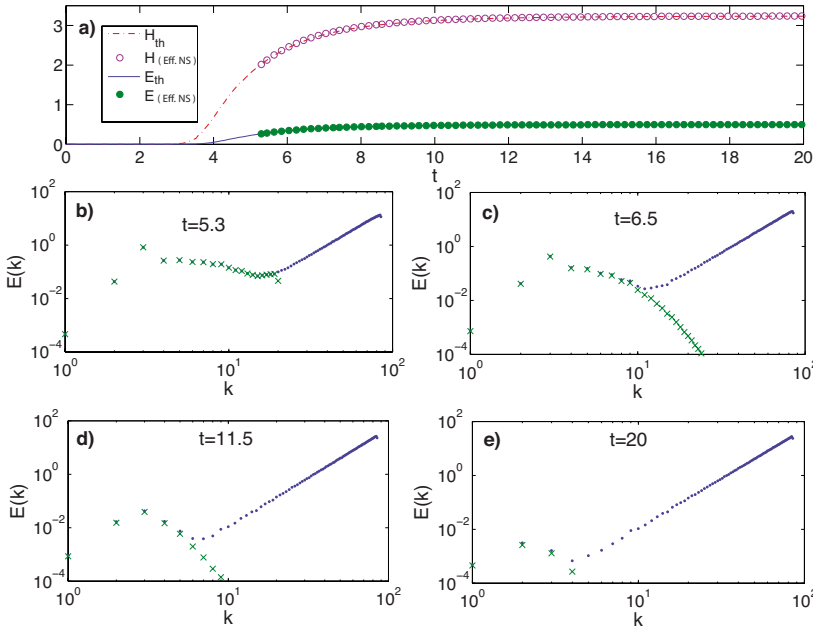 a)
H_th
H (Eff. NS)
E_th
E (Eff. NS)
3
2
1
0
0 2 4 6 8 10 12 14 16 18 20
t
b)
t=5.3
E(k)
10^2
10^0
10^-2
10^-4
10^0 10^1 10^2
k
c)
t=6.5
E(k)
10^2
10^0
10^-2
10^-4
10^0 10^1 10^2
k
d)
t=11.5
E(k)
10^2
10^0
10^-2
10^-4
10^0 10^1 10^2
k
e)
t=20
E(k)
10^2
10^0
10^-2
10^-4
10^0 10^1 10^2
k